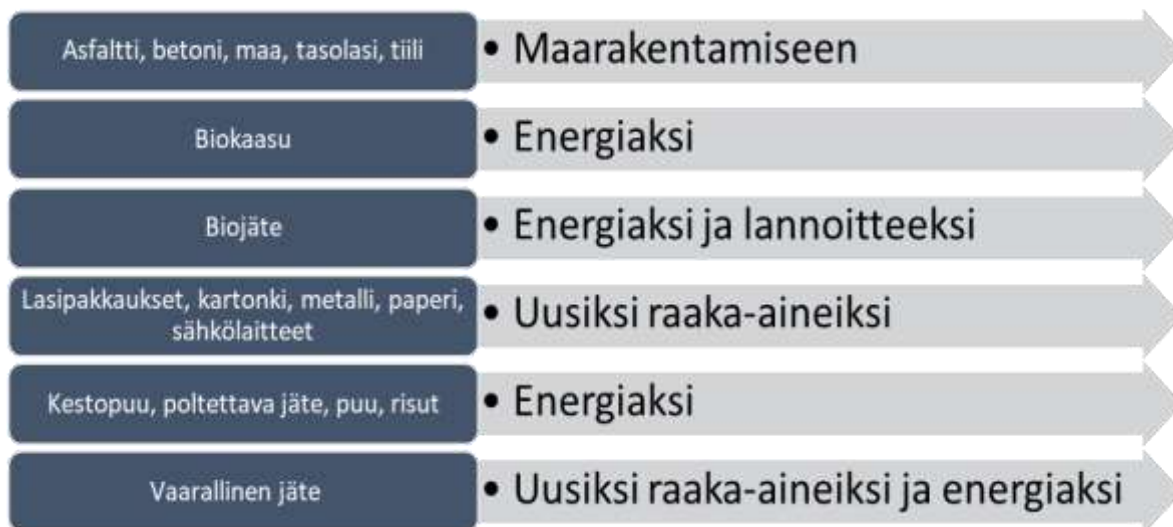 Asfaltti, betoni, maa, tasolasi, tiili
• Maarakentamiseen
Biokaasu
• Energiaksi
Biojäte
• Energiaksi ja lannoitteeksi
Lasipakkaukset, kartonki, metalli, paperi,
sähkölaitteet
• Uusiksi raaka-aineiksi
Kestopuu, poltettava jäte, puu, risut
• Energiaksi
Vaarallinen jäte
• Uusiksi raaka-aineiksi ja energiaksi